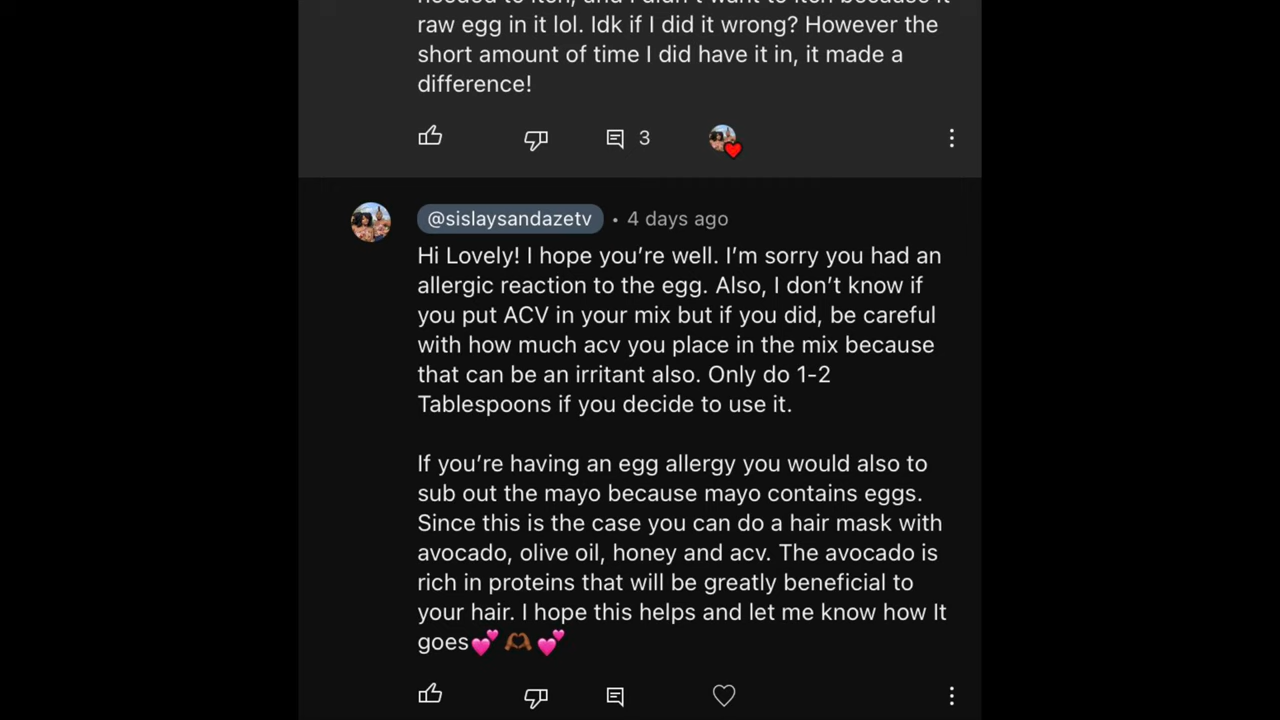 raw egg in it lol. Idk if I did it wrong? However the
short amount of time I did have it in, it made a
difference!
3
@sislaysandazetv • 4 days ago
Hi Lovely! I hope you’re well. I’m sorry you had an
allergic reaction to the egg. Also, I don’t know if
you put ACV in your mix but if you did, be careful
with how much acv you place in the mix because
that can be an irritant also. Only do 1-2
Tablespoons if you decide to use it.
If you’re having an egg allergy you would also to
sub out the mayo because mayo contains eggs.
Since this is the case you can do a hair mask with
avocado, olive oil, honey and acv. The avocado is
rich in proteins that will be greatly beneficial to
your hair. I hope this helps and let me know how It
goes💕 🫶🏾 💕